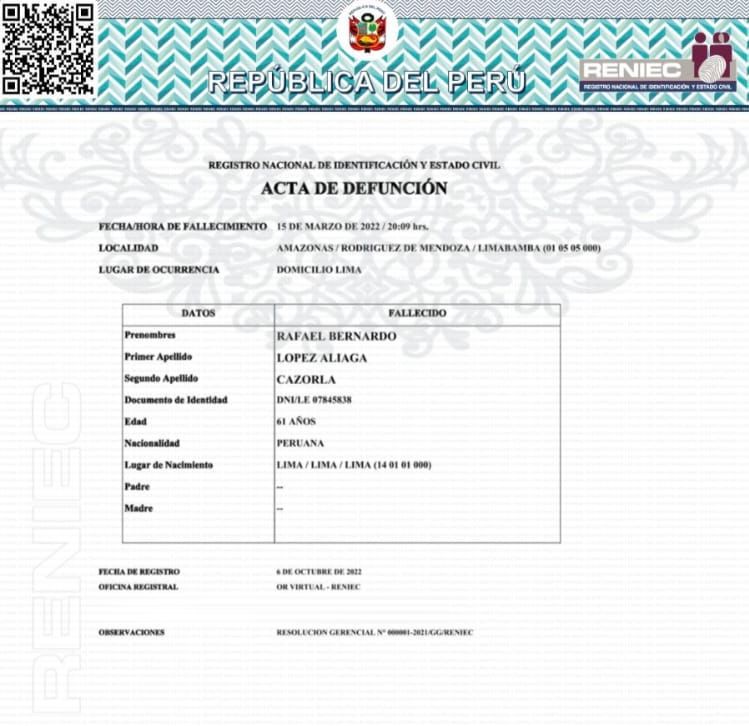 REPÚBLICA DEL PERÚ
RENIEC
REGISTRO NACIONAL DE IDENTIFICACIÓN Y ESTADO CIVIL
REGISTRO NACIONAL DE IDENTIFICACIÓN Y ESTADO CIVIL
ACTA DE DEFUNCIÓN
FECHA/HORA DE FALLECIMIENTO 15 DE MARZO DE 2022 / 20:09 hrs.
LOCALIDAD AMAZONAS / RODRIGUEZ DE MENDOZA / LIMABAMBA (01 05 05 000)
LUGAR DE OCURRENCIA DOMICILIO LIMA
DATOS FALLECIDO
Prenombres RAFAEL BERNARDO
Primer Apellido LOPEZ ALIAGA
Segundo Apellido CAZORLA
Documento de Identidad DNI/LE 07845838
Edad 61 AÑOS
Nacionalidad PERUANA
Lugar de Nacimiento LIMA / LIMA / LIMA (14 01 01 000)
Padre --
Madre --
FECHA DE REGISTRO 6 DE OCTUBRE DE 2022
OFICINA REGISTRAL OR VIRTUAL - RENIEC
OBSERVACIONES RESOLUCION GERENCIAL Nº 000001-2021/GG/RENIEC
RENIEC